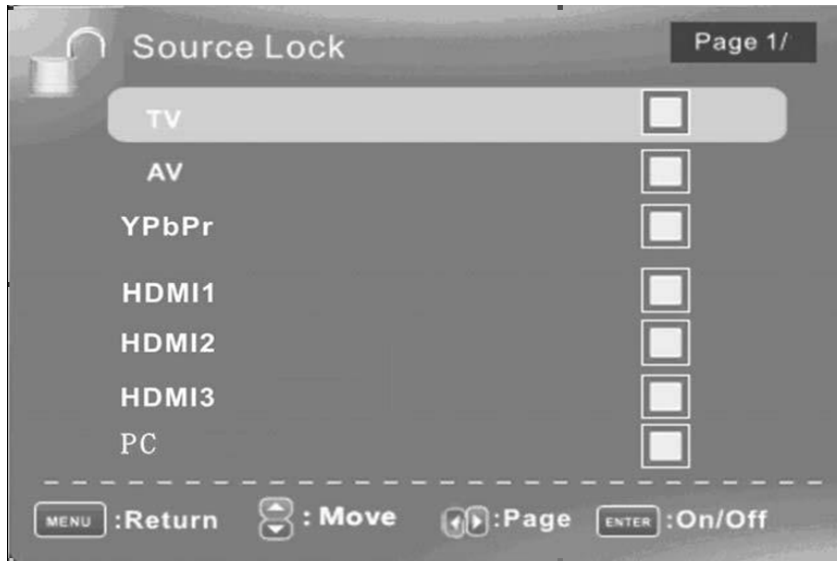 Source Lock
Page 1/
TV
AV
YPbPr
HDMI1
HDMI2
HDMI3
PC
MENU :Return : Move :Page ENTER :On/Off